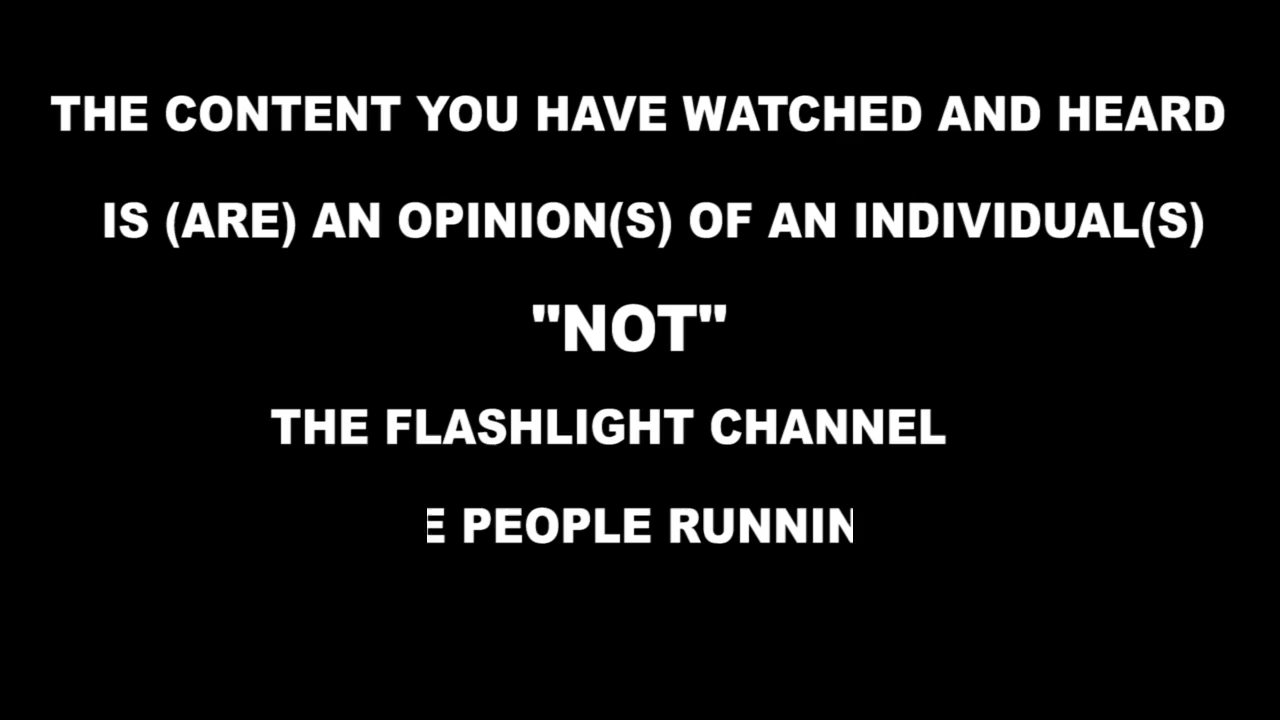 THE CONTENT YOU HAVE WATCHED AND HEARD
IS (ARE) AN OPINION(S) OF AN INDIVIDUAL(S)
"NOT"
THE FLASHLIGHT CHANNEL
E PEOPLE RUNNIN